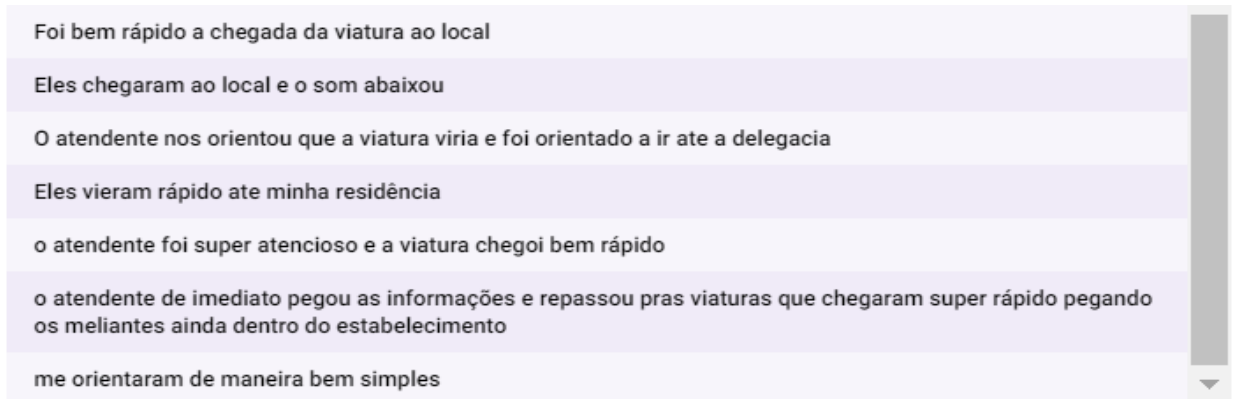 Foi bem rápido a chegada da viatura ao local
Eles chegaram ao local e o som abaixou
O atendente nos orientou que a viatura viria e foi orientado a ir ate a delegacia
Eles vieram rápido ate minha residência
o atendente foi super atencioso e a viatura chegoi bem rápido
o atendente de imediato pegou as informações e repassou pras viaturas que chegaram super rápido pegando
os meliantes ainda dentro do estabelecimento
me orientaram de maneira bem simples